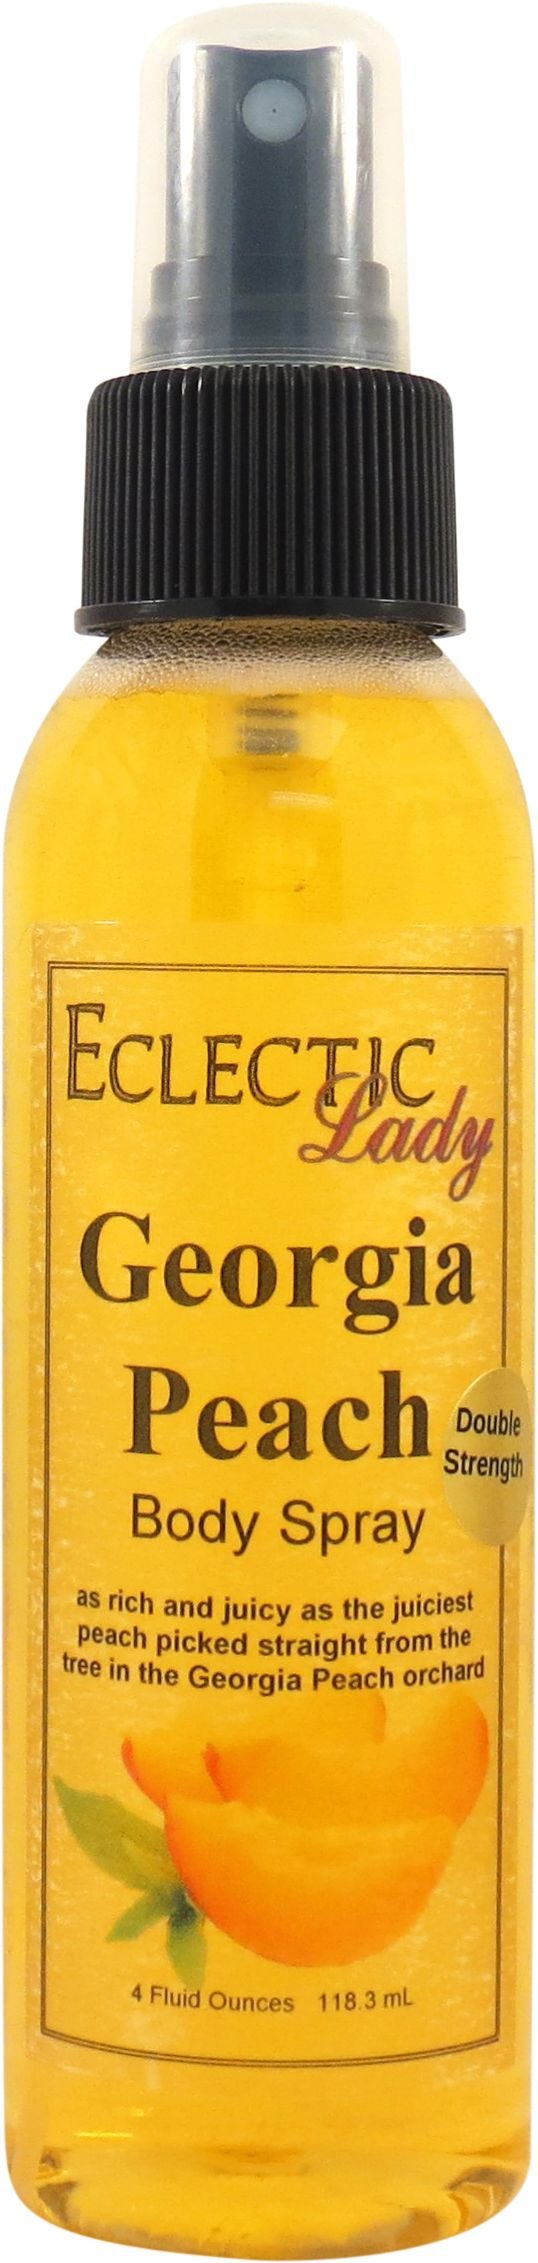 ECLECTIC
Lady
Georgia
Peach
Double
Strength
Body Spray
as rich and juicy as the juiciest
peach picked straight from the
tree in the Georgia Peach orchard
4 Fluid Ounces 118.3 mL